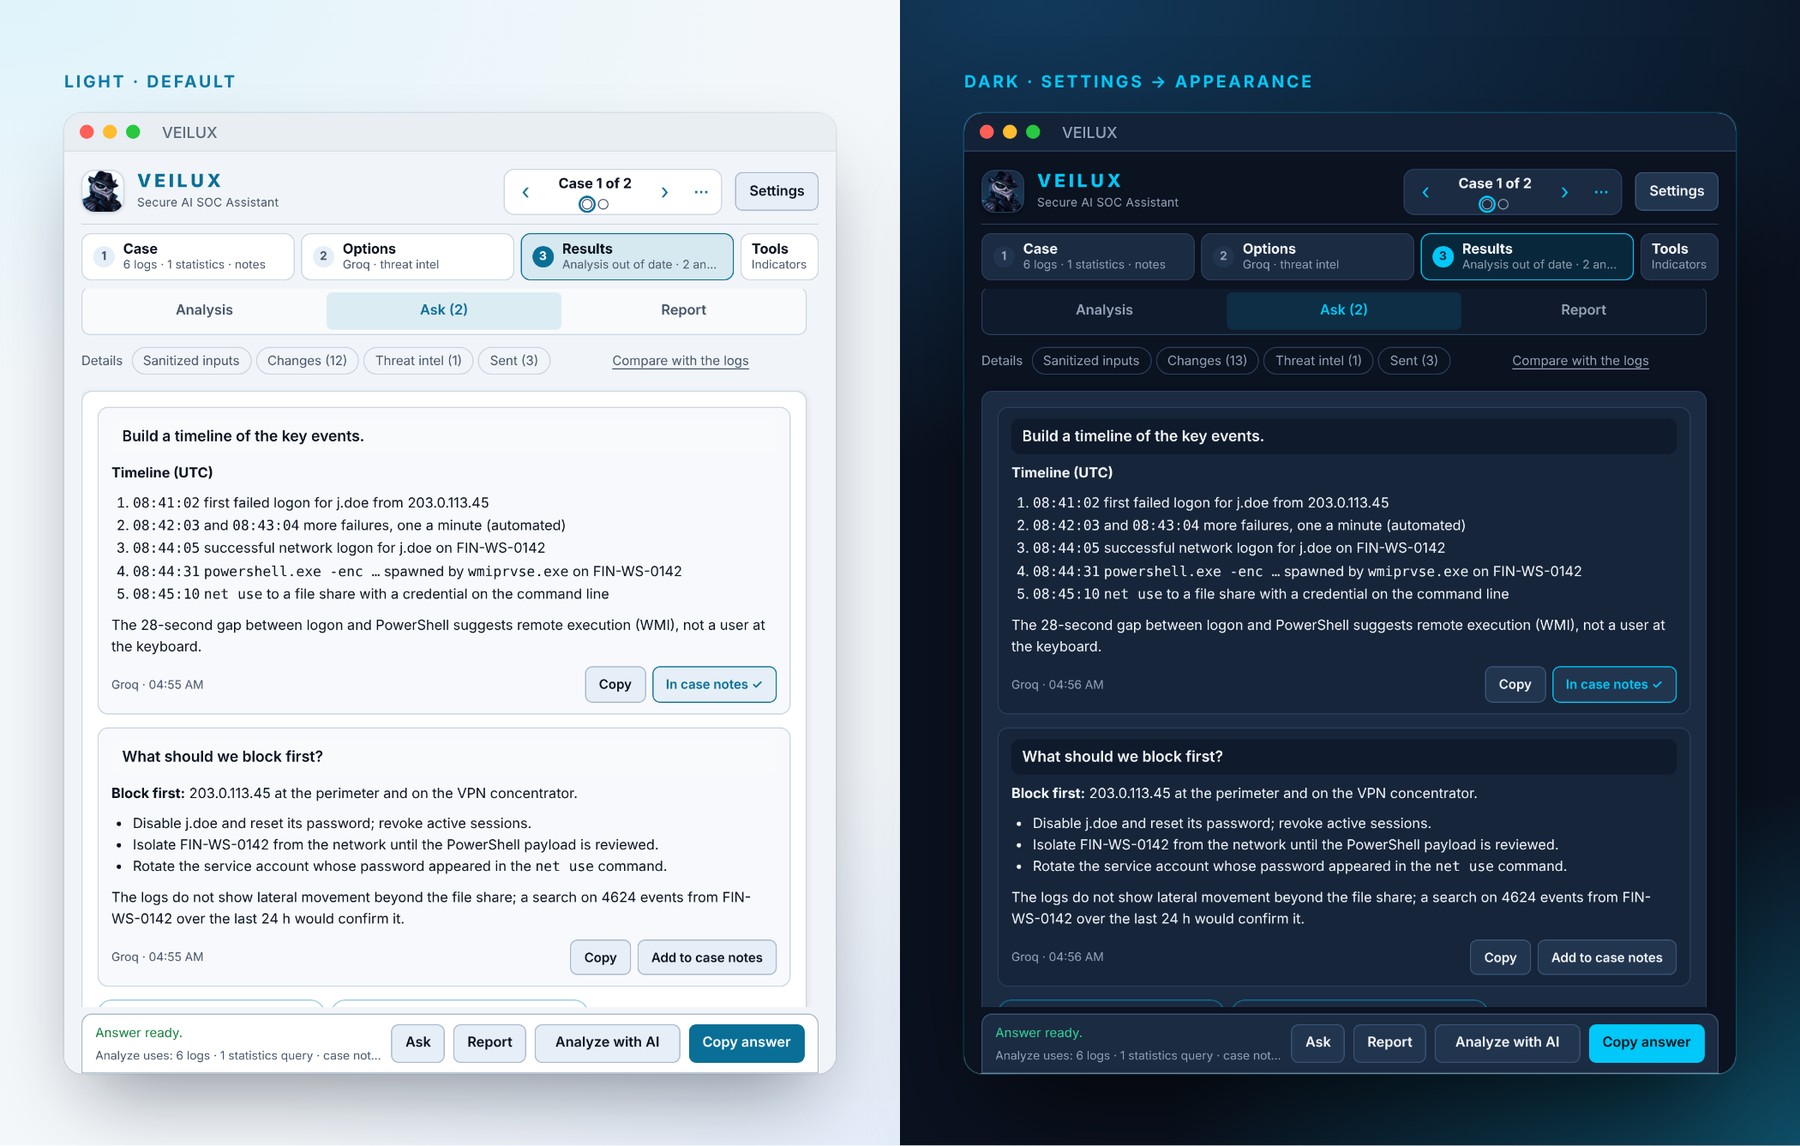 LIGHT · DEFAULT
VEILUX
VEILUX
Secure AI SOC Assistant
Case 1 of 2
Settings
1
Case
6 logs · 1 statistics · notes
2
Options
Groq · threat intel
3
Results
Analysis out of date · 2 an...
Tools
Indicators
Analysis
Ask (2)
Report
Details
Sanitized inputs
Changes (12)
Threat intel (1)
Sent (3)
Compare with the logs
Build a timeline of the key events.
Timeline (UTC)
1. 08:41:02 first failed logon for j.doe from 203.0.113.45
2. 08:42:03 and 08:43:04 more failures, one a minute (automated)
3. 08:44:05 successful network logon for j.doe on FIN-WS-0142
4. 08:44:31 powershell.exe -enc … spawned by wmiprvse.exe on FIN-WS-0142
5. 08:45:10 net use to a file share with a credential on the command line
The 28-second gap between logon and PowerShell suggests remote execution (WMI), not a user at
the keyboard.
Groq · 04:55 AM
Copy
In case notes ✓
What should we block first?
Block first: 203.0.113.45 at the perimeter and on the VPN concentrator.
• Disable j.doe and reset its password; revoke active sessions.
• Isolate FIN-WS-0142 from the network until the PowerShell payload is reviewed.
• Rotate the service account whose password appeared in the net use command.
The logs do not show lateral movement beyond the file share; a search on 4624 events from FIN-
WS-0142 over the last 24 h would confirm it.
Groq · 04:55 AM
Copy
Add to case notes
Answer ready.
Analyze uses: 6 logs · 1 statistics query · case not...
Ask
Report
Analyze with AI
Copy answer
DARK · SETTINGS → APPEARANCE
VEILUX
VEILUX
Secure AI SOC Assistant
Case 1 of 2
Settings
1
Case
6 logs · 1 statistics · notes
2
Options
Groq · threat intel
3
Results
Analysis out of date · 2 an...
Tools
Indicators
Analysis
Ask (2)
Report
Details
Sanitized inputs
Changes (13)
Threat intel (1)
Sent (3)
Compare with the logs
Build a timeline of the key events.
Timeline (UTC)
1. 08:41:02 first failed logon for j.doe from 203.0.113.45
2. 08:42:03 and 08:43:04 more failures, one a minute (automated)
3. 08:44:05 successful network logon for j.doe on FIN-WS-0142
4. 08:44:31 powershell.exe -enc … spawned by wmiprvse.exe on FIN-WS-0142
5. 08:45:10 net use to a file share with a credential on the command line
The 28-second gap between logon and PowerShell suggests remote execution (WMI), not a user at
the keyboard.
Groq · 04:56 AM
Copy
In case notes ✓
What should we block first?
Block first: 203.0.113.45 at the perimeter and on the VPN concentrator.
• Disable j.doe and reset its password; revoke active sessions.
• Isolate FIN-WS-0142 from the network until the PowerShell payload is reviewed.
• Rotate the service account whose password appeared in the net use command.
The logs do not show lateral movement beyond the file share; a search on 4624 events from FIN-
WS-0142 over the last 24 h would confirm it.
Groq · 04:56 AM
Copy
Add to case notes
Answer ready.
Analyze uses: 6 logs · 1 statistics query · case not...
Ask
Report
Analyze with AI
Copy answer